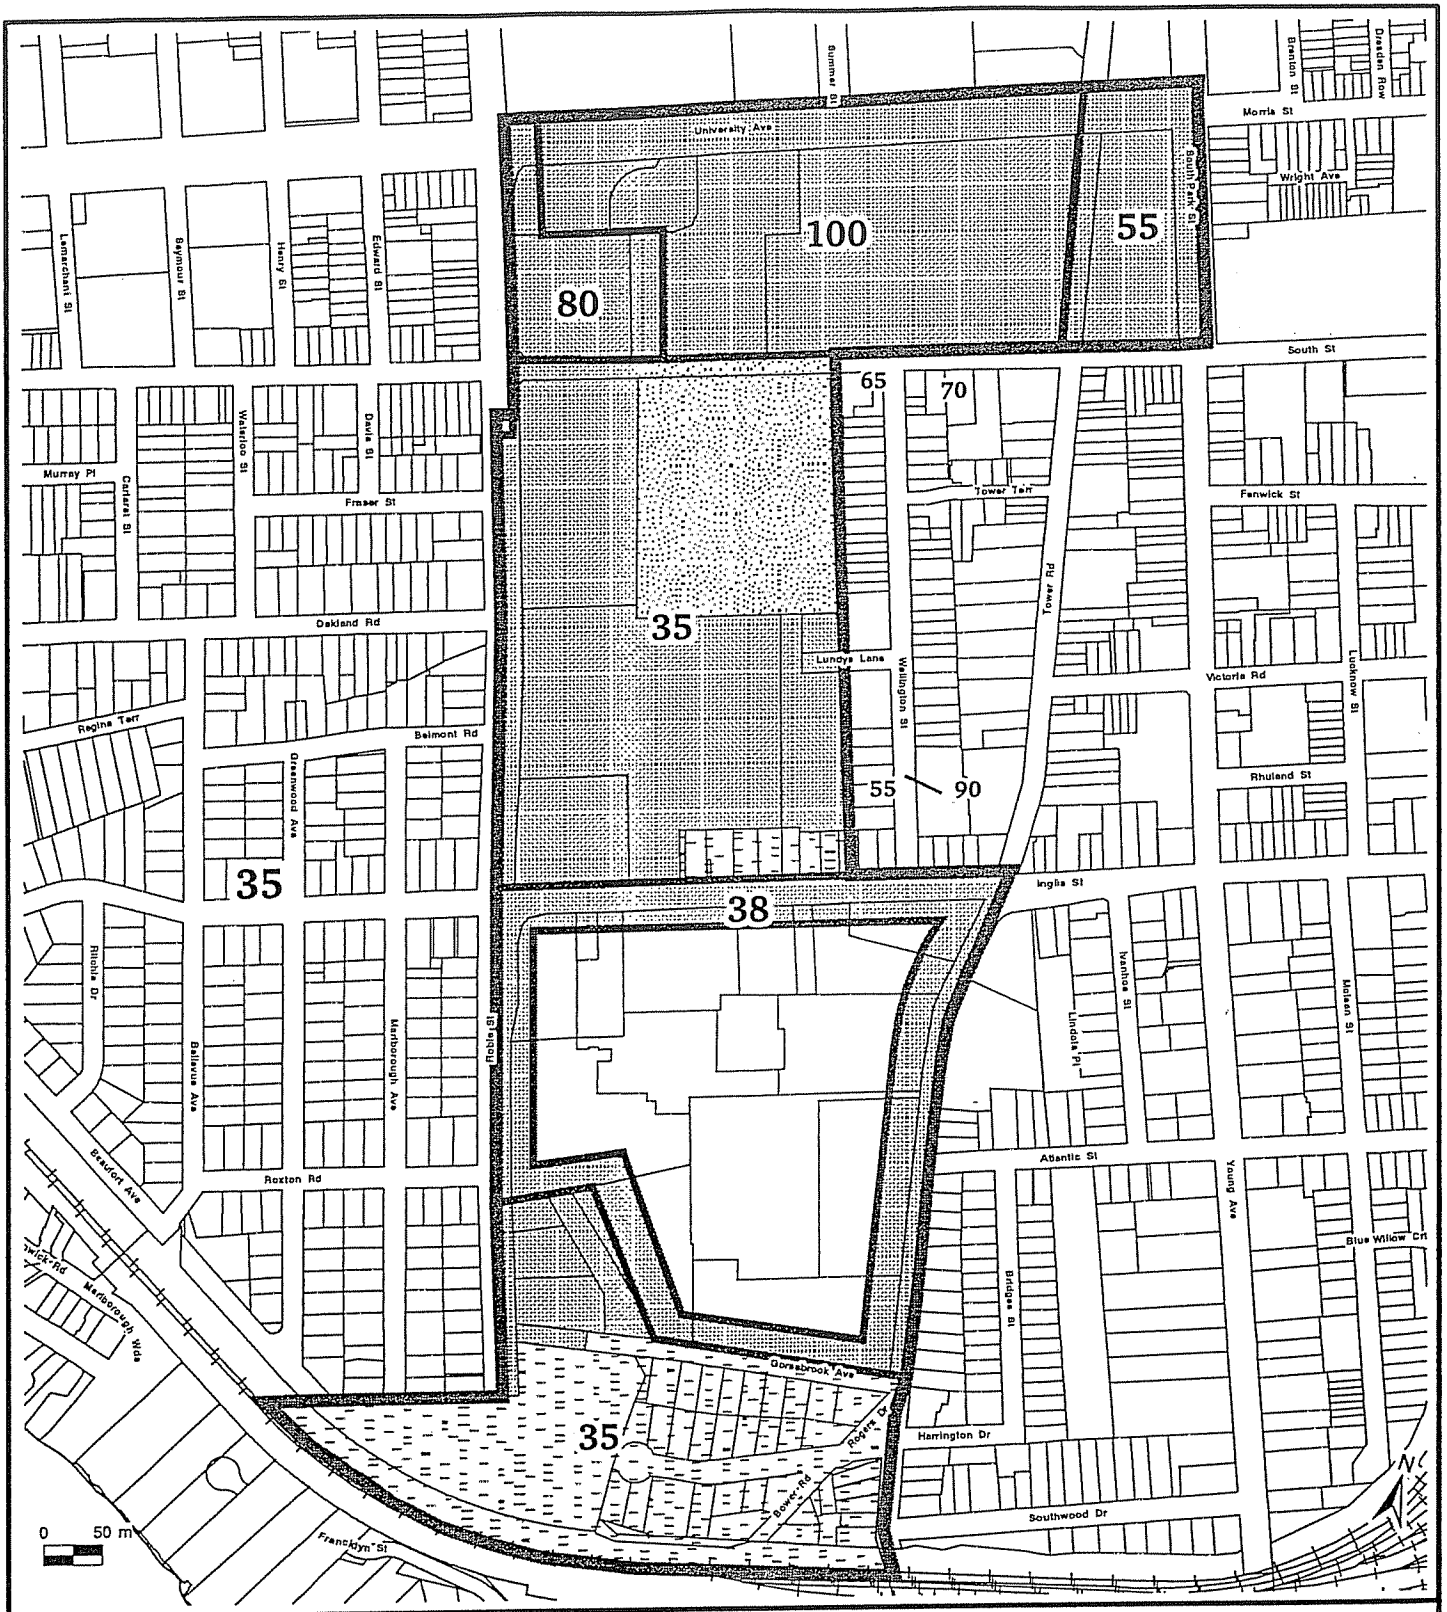 Summer St
Brenton St
Dresden Row
Morris St
University Ave
South Park St
Wright Ave
100
55
80
Lemarchant St
Seymour St
Henry St
Edward St
South St
65
70
Waterloo St
Davis St
Murray Pl
Cartaret St
Fraser St
Tower Terr
Fenwick St
Tower Rd
Oakland Rd
35
Lundys Lane
Wellington St
Victoria Rd
Lucknow St
Regina Terr
Belmont Rd
Greenwood Ave
Rhuland St
55
90
35
38
Inglis St
Ritchie Dr
Ivanhoe St
Mclean St
Bellevue Ave
Marlborough Ave
Robie St
Lindola Pl
Beaufort Ave
Roxton Rd
Atlantic St
Young Ave
Blue Willow Crt
wick Rd
Marlborough Wds
Bridges St
Gorsebrook Ave
35
Rogers Dr
Harrington Dr
Bower Rd
N
0 50 m
Francklyn St
Southwood Dr